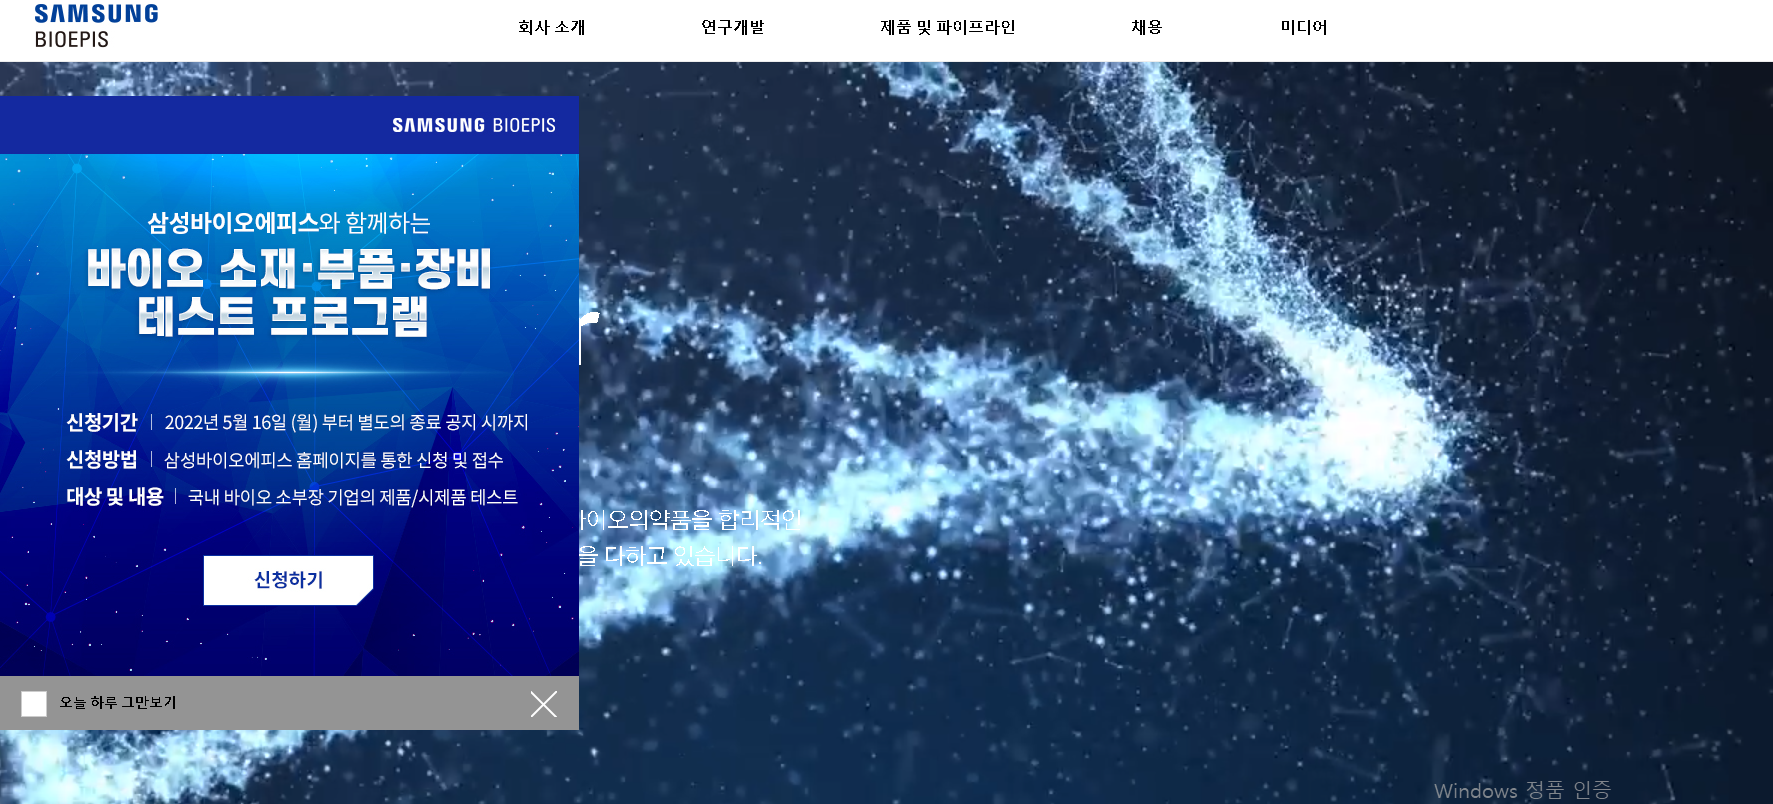 SAMSUNG
BIOEPIS
회사 소개
연구개발
제품 및 파이프라인
채용
미디어
SAMSUNG BIOEPIS
삼성바이오에피스와 함께하는
바이오 소재·부품·장비
테스트 프로그램
신청기간 | 2022년 5월 16일 (월) 부터 별도의 종료 공지 시까지
신청방법 | 삼성바이오에피스 홈페이지를 통한 신청 및 접수
대상 및 내용 | 국내 바이오 소부장 기업의 제품/시제품 테스트
신청하기
오늘 하루 그만보기
바이오의약품을 합리적인
을 다하고 있습니다.
Windows 정품 인증